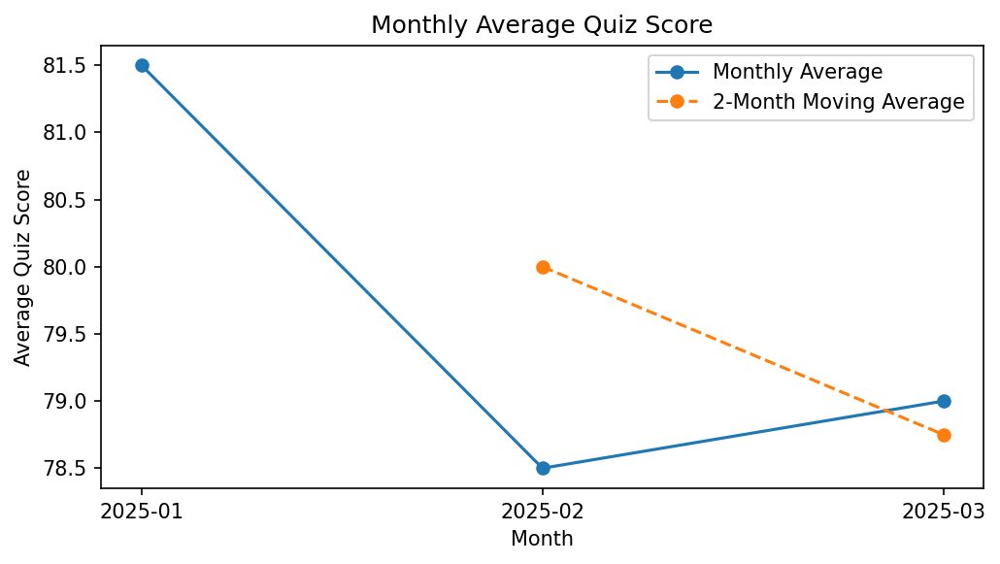 Monthly Average Quiz Score
Monthly Average
2-Month Moving Average
Average Quiz Score
81.5
81.0
80.5
80.0
79.5
79.0
78.5
2025-01
2025-02
2025-03
Month